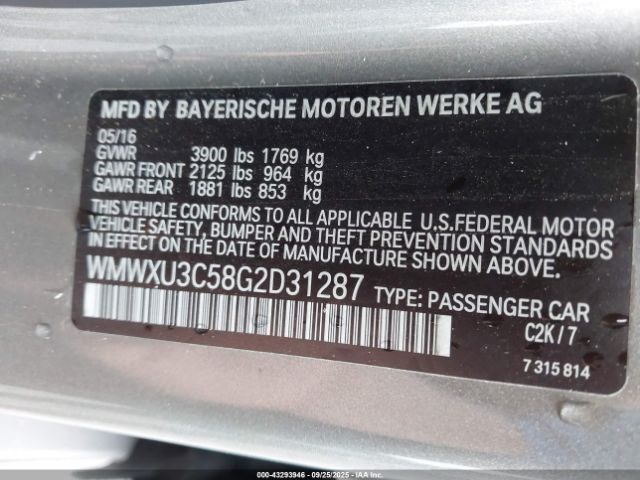 MFD BY BAYERISCHE MOTOREN WERKE AG
05/16
GVWR 3900 lbs 1769 kg
GAWR FRONT 2125 lbs 964 kg
GAWR REAR 1881 lbs 853 kg
THIS VEHICLE CONFORMS TO ALL APPLICABLE U.S.FEDERAL MOTOR
VEHICLE SAFETY, BUMPER AND THEFT PREVENTION STANDARDS
IN EFFECT ON THE DATE OF MANUFACTURE SHOWN ABOVE.
WMWXU3C58G2D31287 TYPE: PASSENGER CAR
C2K/7
7 315 814
000-43293946 - 09/25/2025 - IAAI.COM